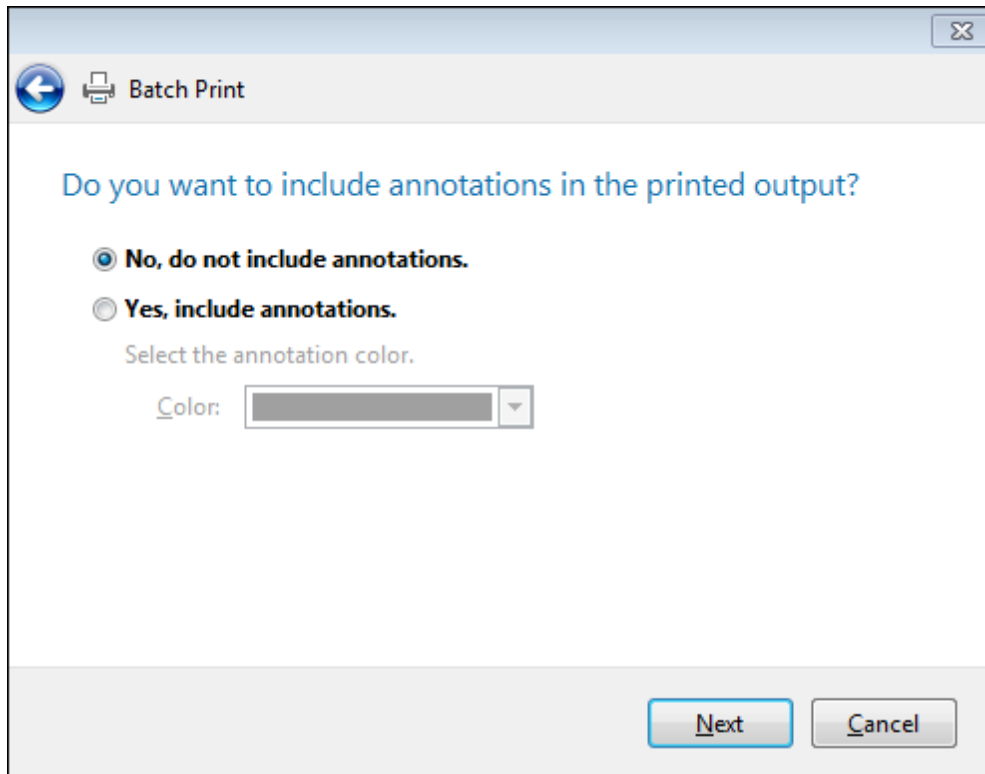 Batch Print
Do you want to include annotations in the printed output?
No, do not include annotations.
Yes, include annotations.
Select the annotation color.
Color:
Next Cancel